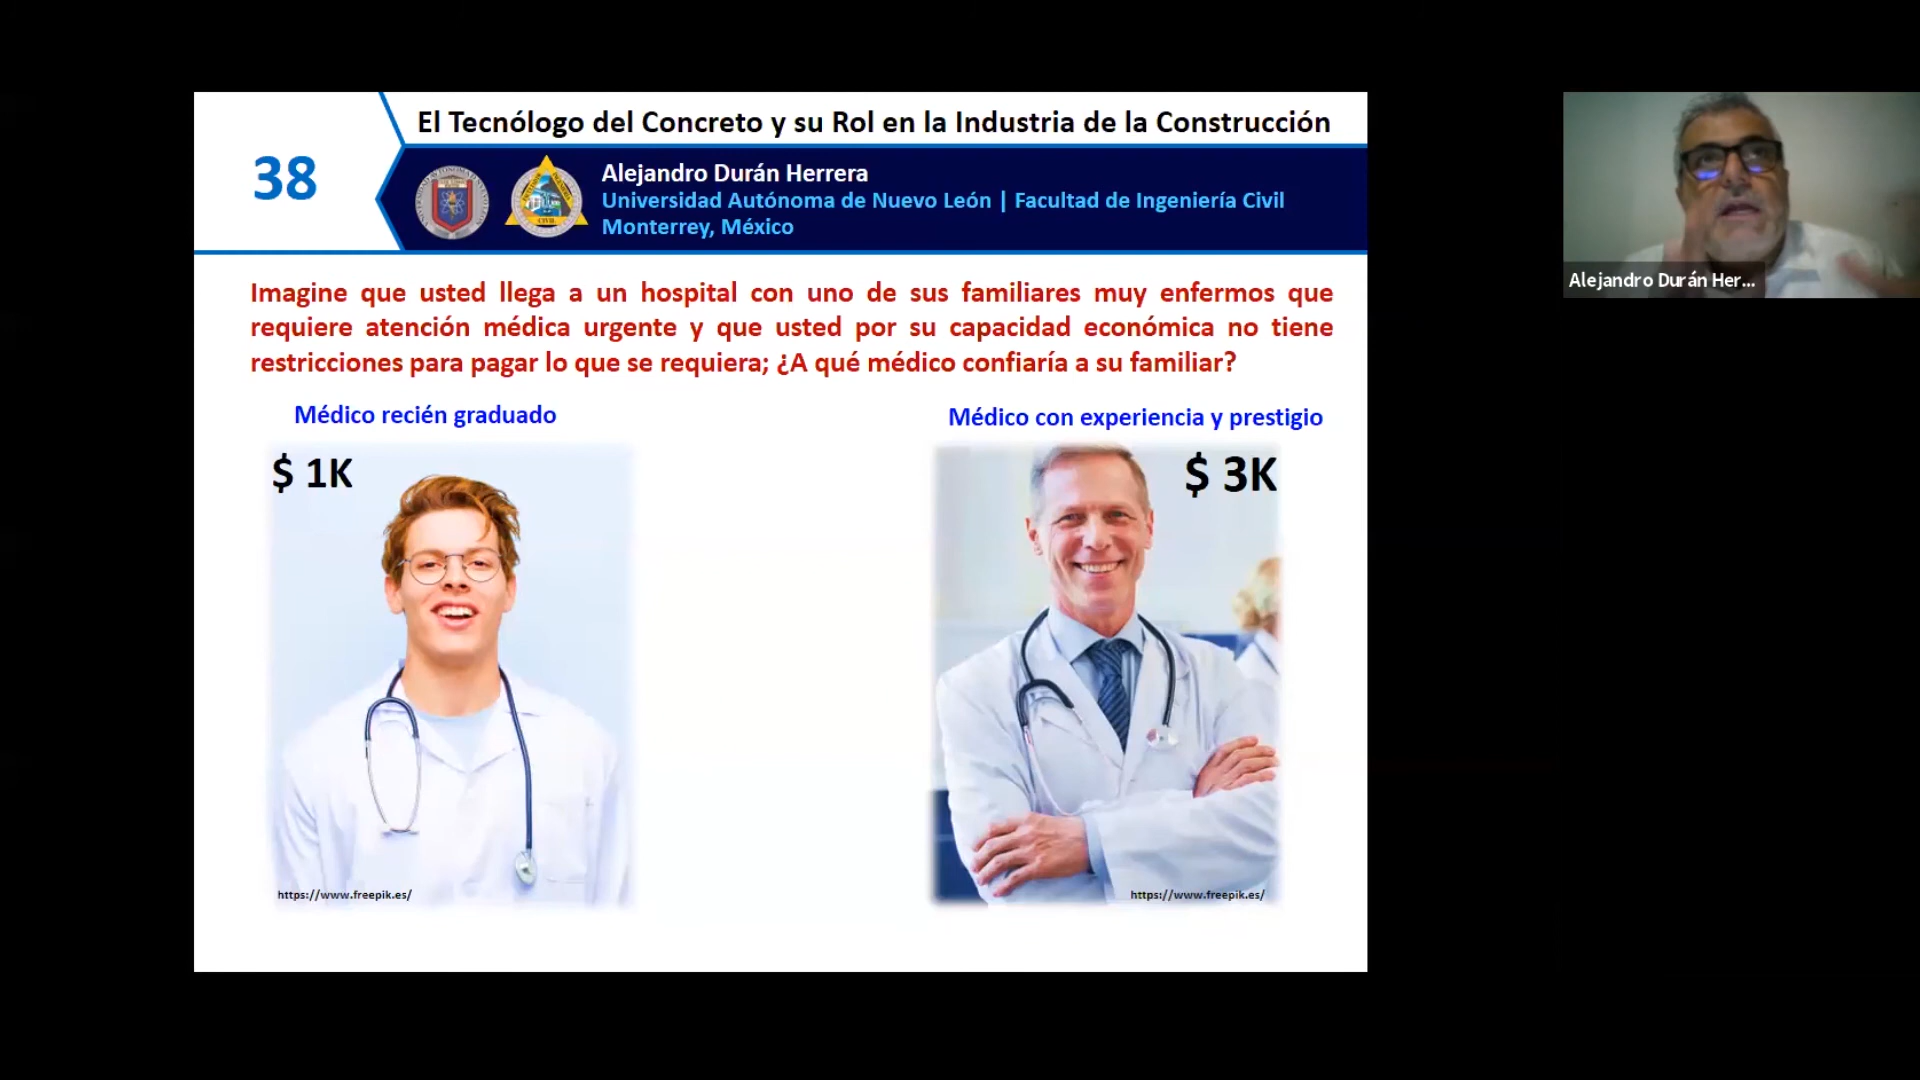 El Tecnólogo del Concreto y su Rol en la Industria de la Construcción
38
Alejandro Durán Herrera
Universidad Autónoma de Nuevo León | Facultad de Ingeniería Civil
Monterrey, México
Alejandro Durán Her...
Imagine que usted llega a un hospital con uno de sus familiares muy enfermos que
requiere atención médica urgente y que usted por su capacidad económica no tiene
restricciones para pagar lo que se requiera; ¿A qué médico confiaría a su familiar?
Médico recién graduado
Médico con experiencia y prestigio
$ 1K
$ 3K
https://www.freepik.es/
https://www.freepik.es/